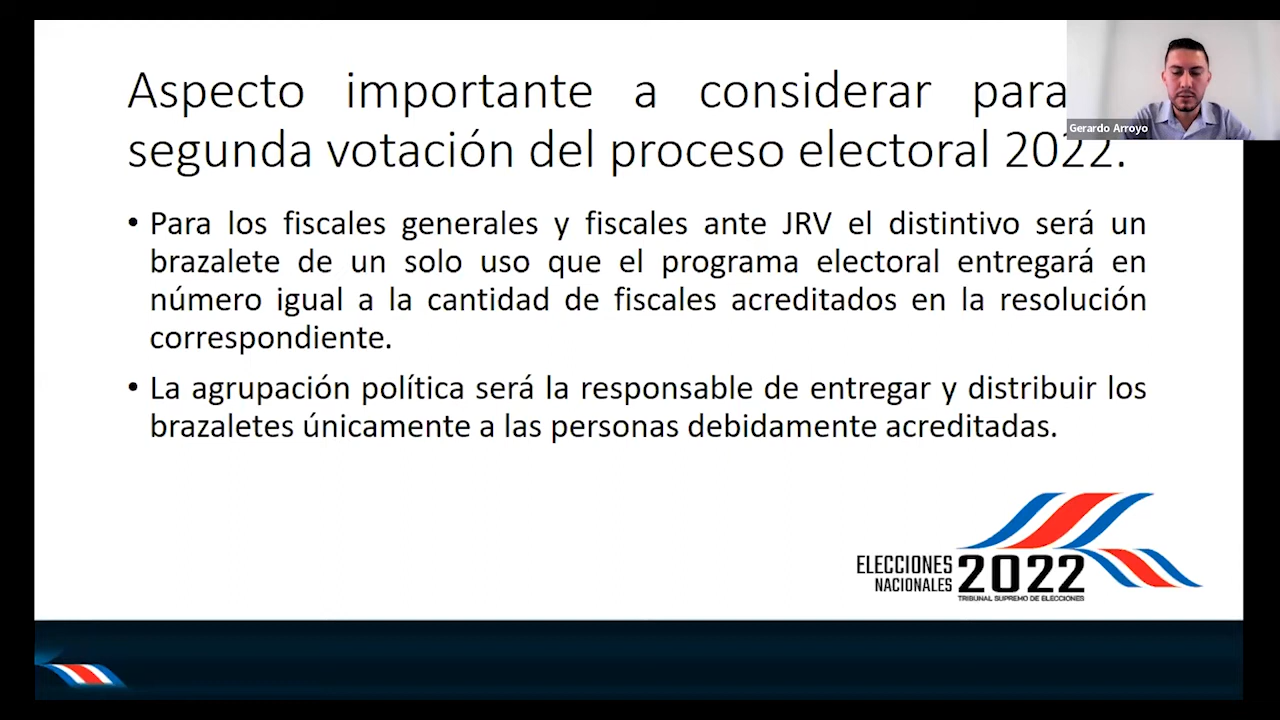 Aspecto importante a considerar para
segunda votación del proceso electoral 2022.
Gerardo Arroyo
• Para los fiscales generales y fiscales ante JRV el distintivo será un
brazalete de un solo uso que el programa electoral entregará en
número igual a la cantidad de fiscales acreditados en la resolución
correspondiente.
• La agrupación política será la responsable de entregar y distribuir los
brazaletes únicamente a las personas debidamente acreditadas.
ELECCIONES
NACIONALES
2022
TRIBUNAL SUPREMO DE ELECCIONES